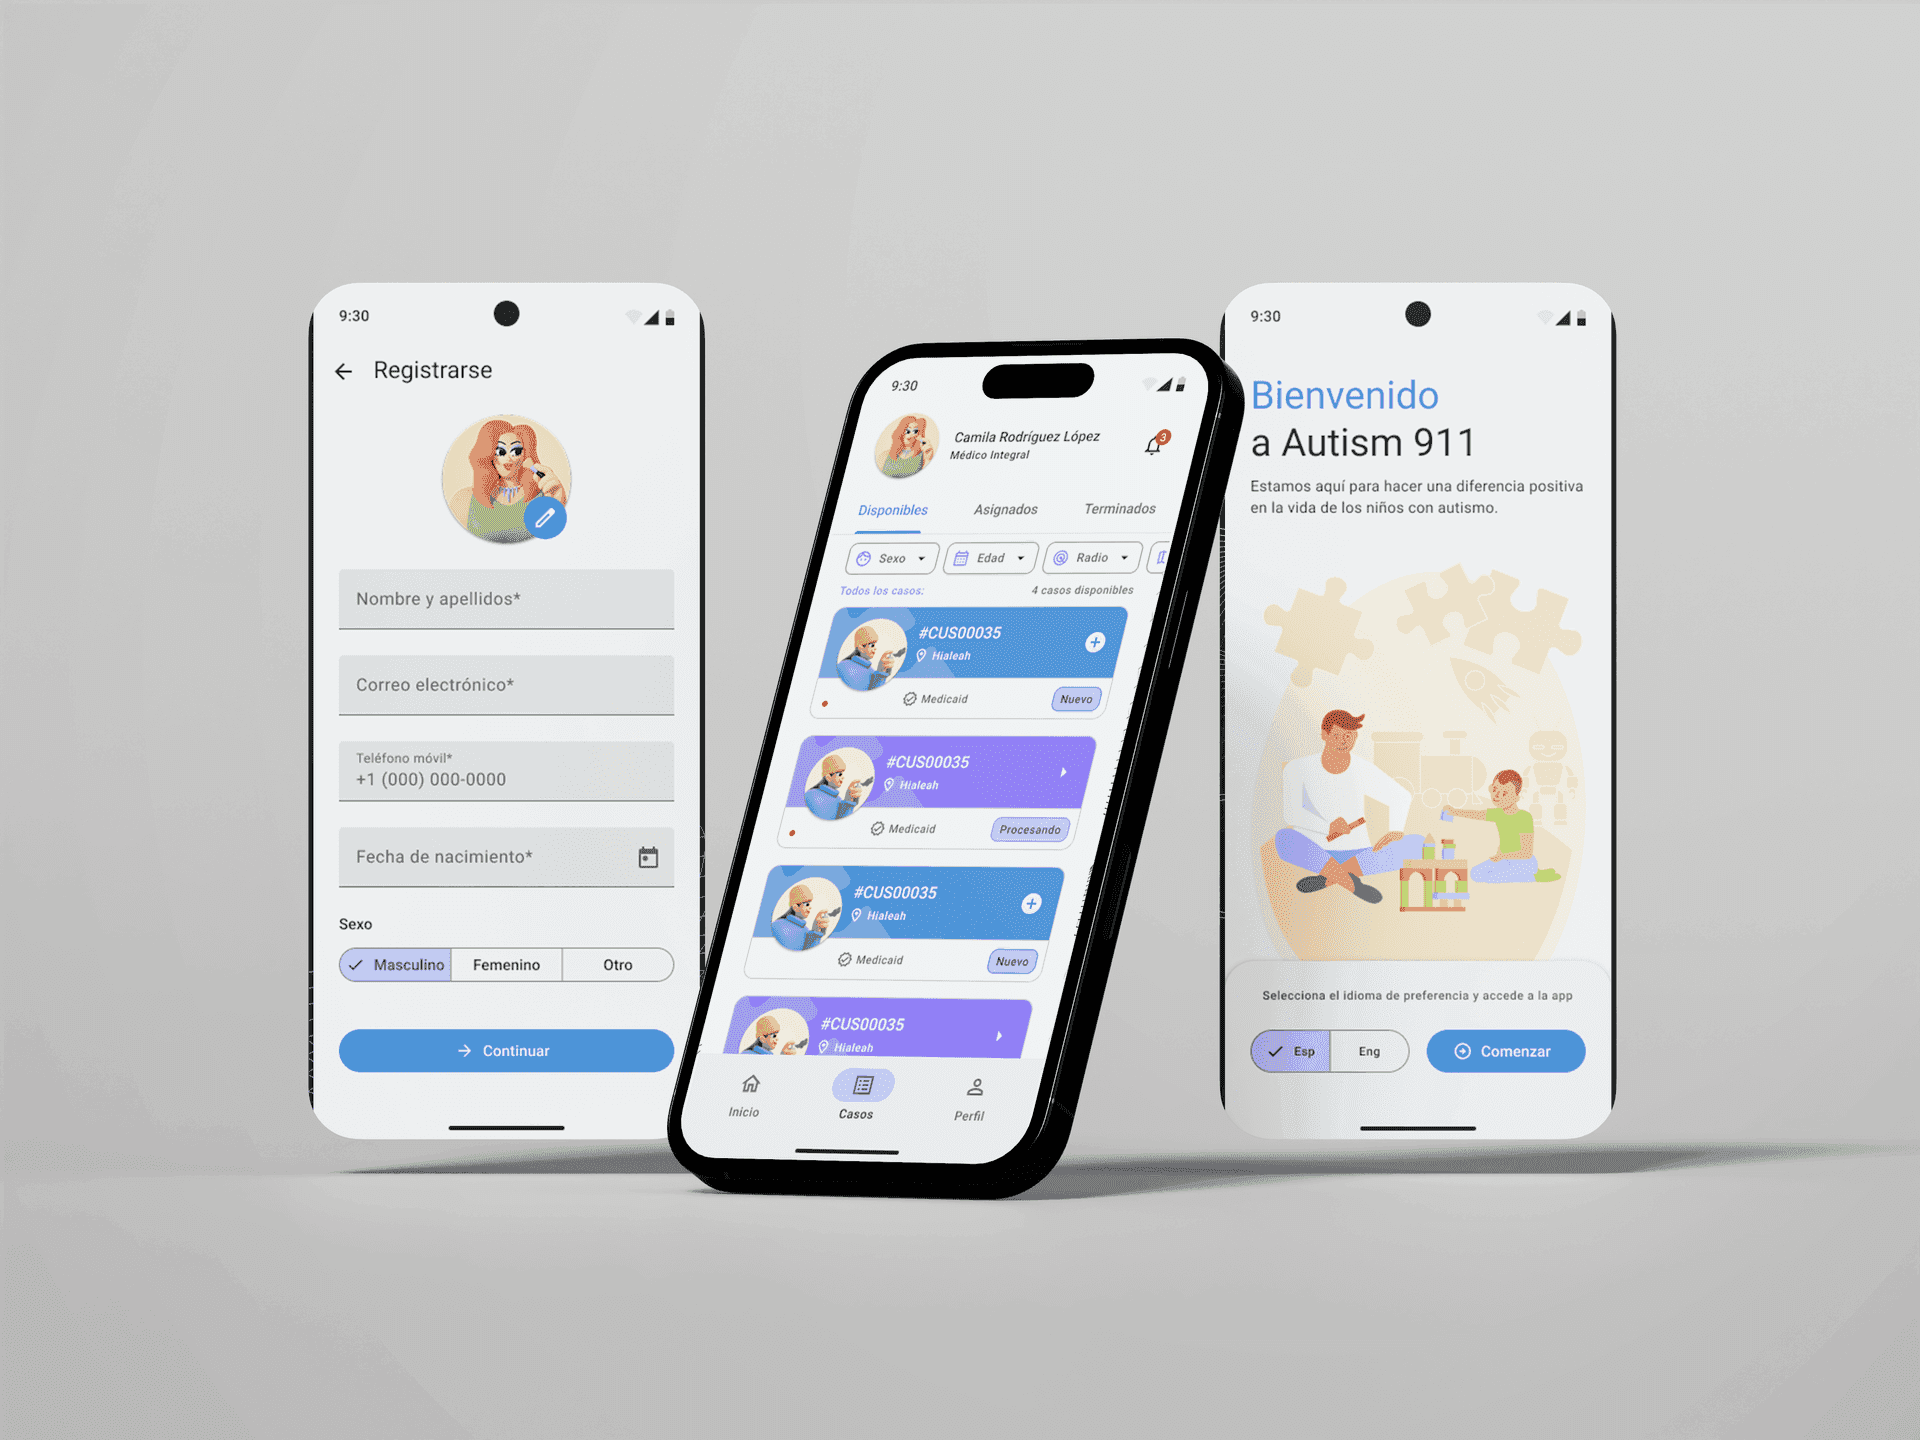 9:30
Registrarse
Nombre y apellidos*
Correo electrónico*
Teléfono móvil*
+1 (000) 000-0000
Fecha de nacimiento*
Sexo
Masculino Femenino Otro
Continuar
9:30
Camila Rodríguez López
Médico Integral
3
Disponibles Asignados Terminados
Sexo Edad Radio
Todos los casos: 4 casos disponibles
#CUS00035
Hialeah
Medicaid Nuevo
#CUS00035
Hialeah
Medicaid Procesando
#CUS00035
Hialeah
Medicaid Nuevo
#CUS00035
Hialeah
Inicio Casos Perfil
9:30
Bienvenido
a Autism 911
Estamos aquí para hacer una diferencia positiva
en la vida de los niños con autismo.
Selecciona el idioma de preferencia y accede a la app
Esp Eng Comenzar